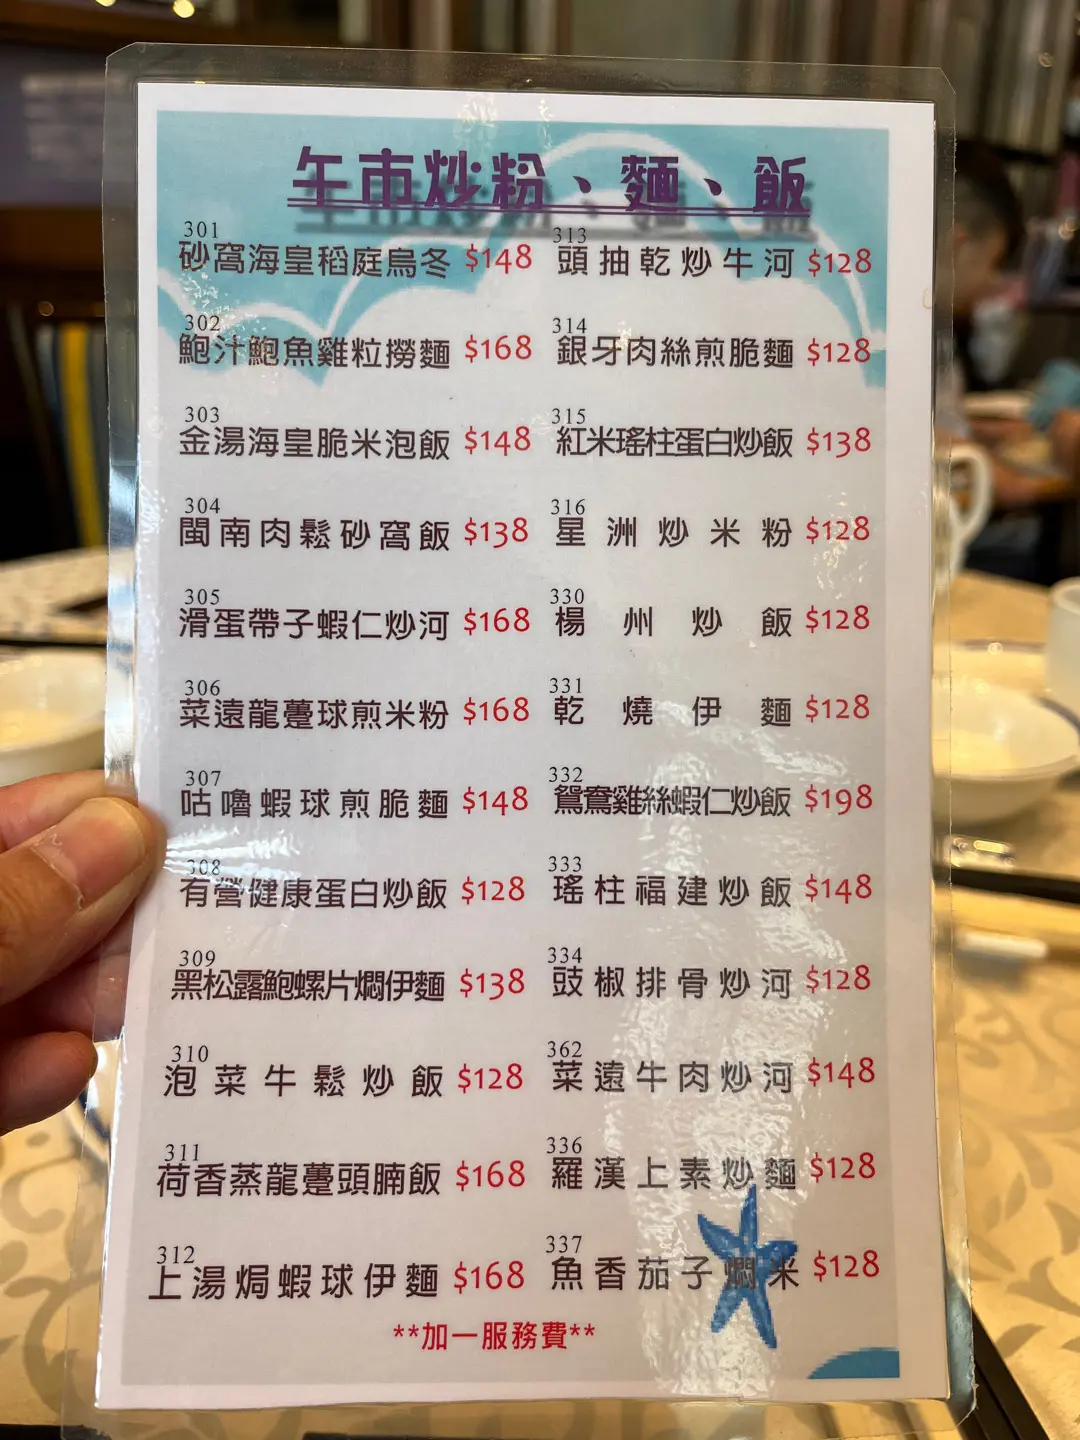 午市炒粉、麵、飯
301
砂窩海皇稻庭烏冬 $148
302
鮑汁鮑魚雞粒撈麵 $168
303
金湯海皇脆米泡飯 $148
304
閩南肉鬆砂窩飯 $138
305
滑蛋帶子蝦仁炒河 $168
306
菜遠龍躉球煎米粉 $168
307
咕嚕蝦球煎脆麵 $148
308
有營健康蛋白炒飯 $128
309
黑松露鮑螺片燜伊麵 $138
310
泡菜牛鬆炒飯 $128
311
荷香蒸龍躉頭腩飯 $168
312
上湯焗蝦球伊麵 $168
313
頭抽乾炒牛河 $128
314
銀牙肉絲煎脆麵 $128
315
紅米瑤柱蛋白炒飯 $138
316
星洲炒米粉 $128
330
楊州炒飯 $128
331
乾燒伊麵 $128
332
鴛鴦雞絲蝦仁炒飯 $198
333
瑤柱福建炒飯 $148
334
豉椒排骨炒河 $128
362
菜遠牛肉炒河 $148
336
羅漢上素炒麵 $128
337
魚香茄子燜米 $128
**加一服務費**